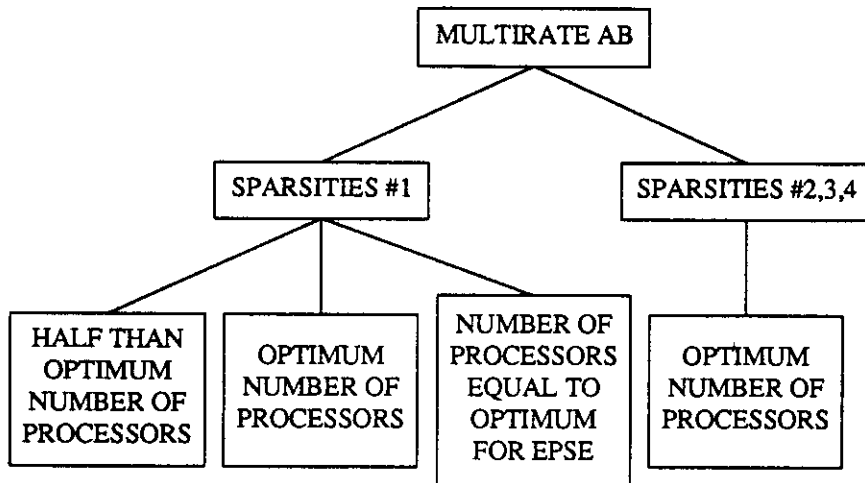 MULTIRATE AB
SPARSITIES #1
SPARSITIES #2,3,4
HALF THAN
OPTIMUM
NUMBER OF
PROCESSORS
OPTIMUM
NUMBER OF
PROCESSORS
NUMBER OF
PROCESSORS
EQUAL TO
OPTIMUM
FOR EPSE
OPTIMUM
NUMBER OF
PROCESSORS